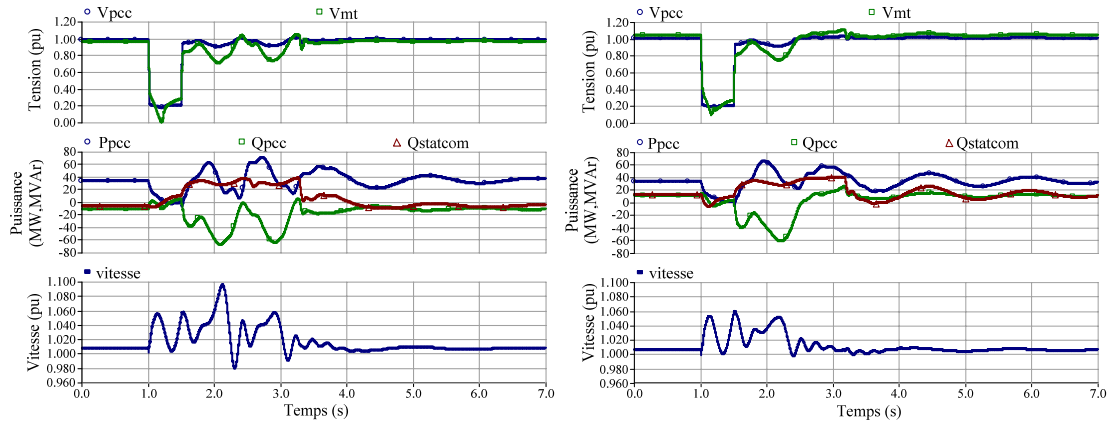 Vpcc Vmt
Tension (pu)
1.20
1.00
0.80
0.60
0.40
0.20
0.00
Ppcc Qpcc Qstatcom
Puissance
(MW,MVAr)
80
60
40
20
0
-20
-40
-60
-80
vitesse
Vitesse (pu)
1.100
1.080
1.060
1.040
1.020
1.000
0.980
0.960
0.0 1.0 2.0 3.0 4.0 5.0 6.0 7.0
Temps (s)
Vpcc Vmt
Tension (pu)
1.20
1.00
0.80
0.60
0.40
0.20
0.00
Ppcc Qpcc Qstatcom
Puissance
(MW,MVAr)
80
60
40
20
0
-20
-40
-60
-80
vitesse
Vitesse (pu)
1.100
1.080
1.060
1.040
1.020
1.000
0.980
0.960
0.0 1.0 2.0 3.0 4.0 5.0 6.0 7.0
Temps (s)